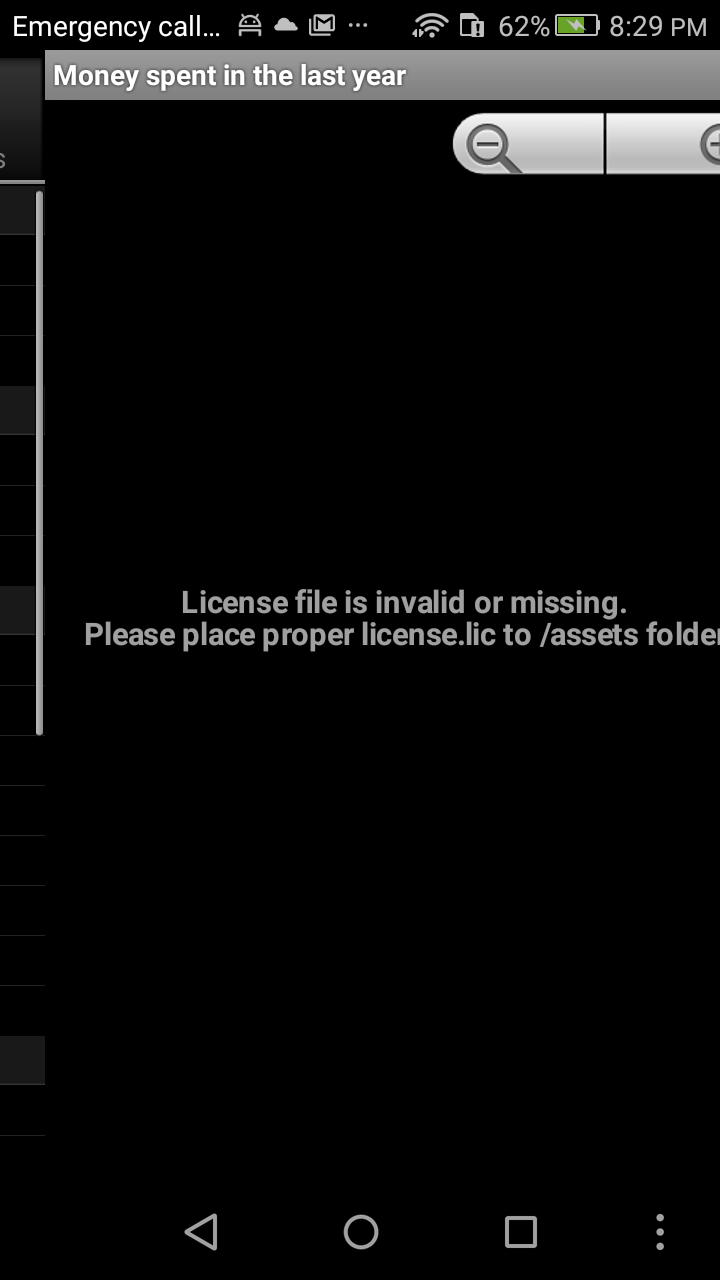 Emergency call... 62% 8:29 PM
Money spent in the last year
s
License file is invalid or missing.
Please place proper license.lic to /assets folder